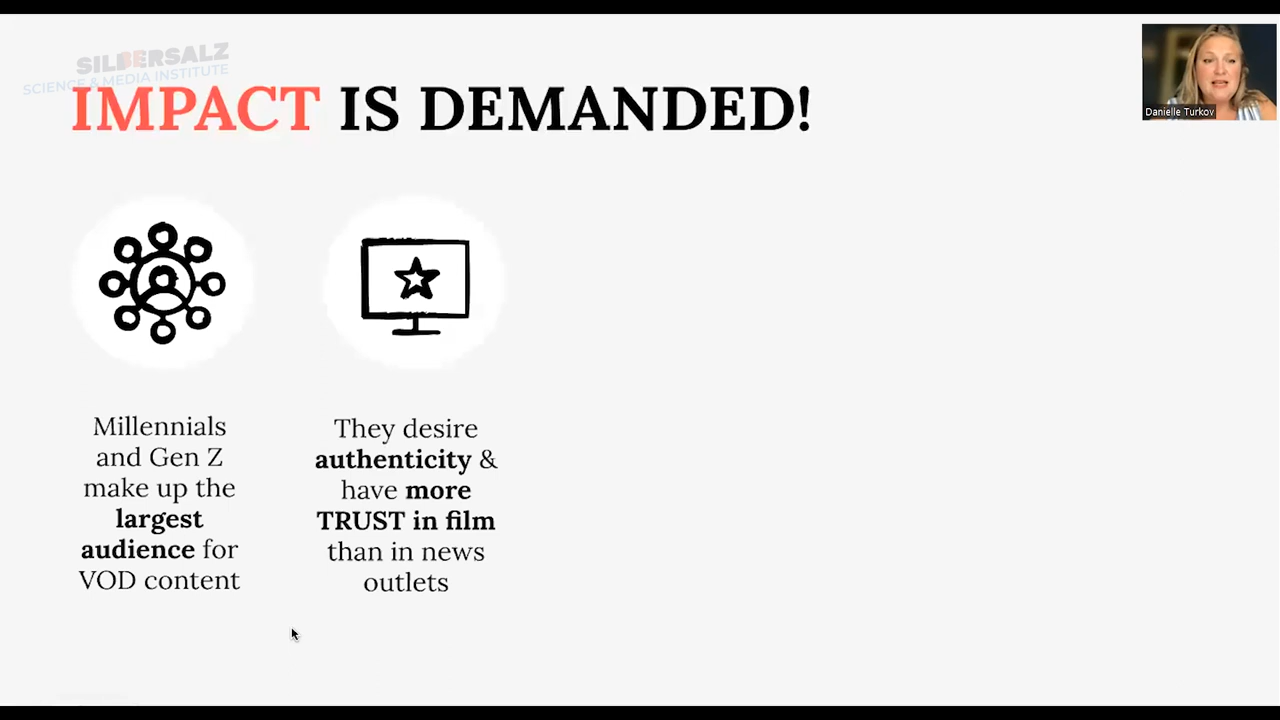 SILBERSALZ
SCIENCE & MEDIA INSTITUTE
IMPACT IS DEMANDED!
Danielle Turkov
Millennials
and Gen Z
make up the
largest
audience for
VOD content
They desire
authenticity &
have more
TRUST in film
than in news
outlets